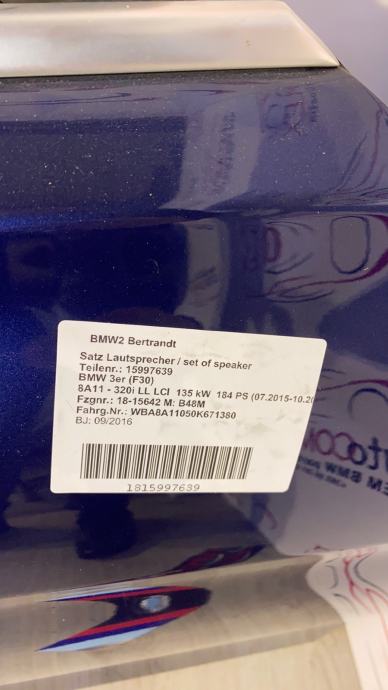 BMW2 Bertrandt
Satz Lautsprecher / set of speaker
Teilenr.: 15997639
BMW 3er (F30)
8A11 - 320i LL LCI 135 kW 184 PS (07.2015-10.20
Fzgnr.: 18-15642 M: B48M
Fahrg.Nr.: WBA8A11050K671380
BJ: 09/2016
1815997639